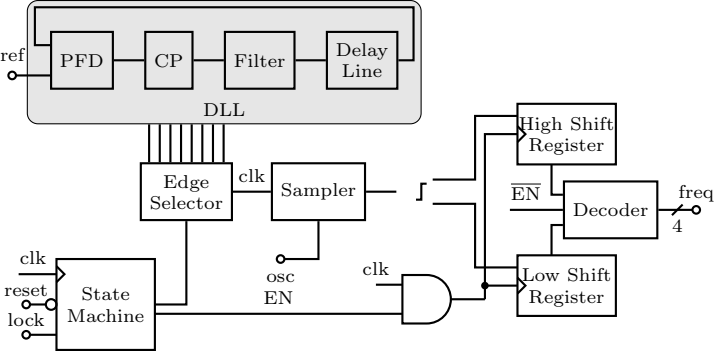 ref
PFD
CP
Filter
Delay
Line
DLL
High Shift
Register
Edge
Selector
clk
Sampler
EN
Decoder
freq
4
osc
clk
reset
lock
State
Machine
EN
clk
Low Shift
Register